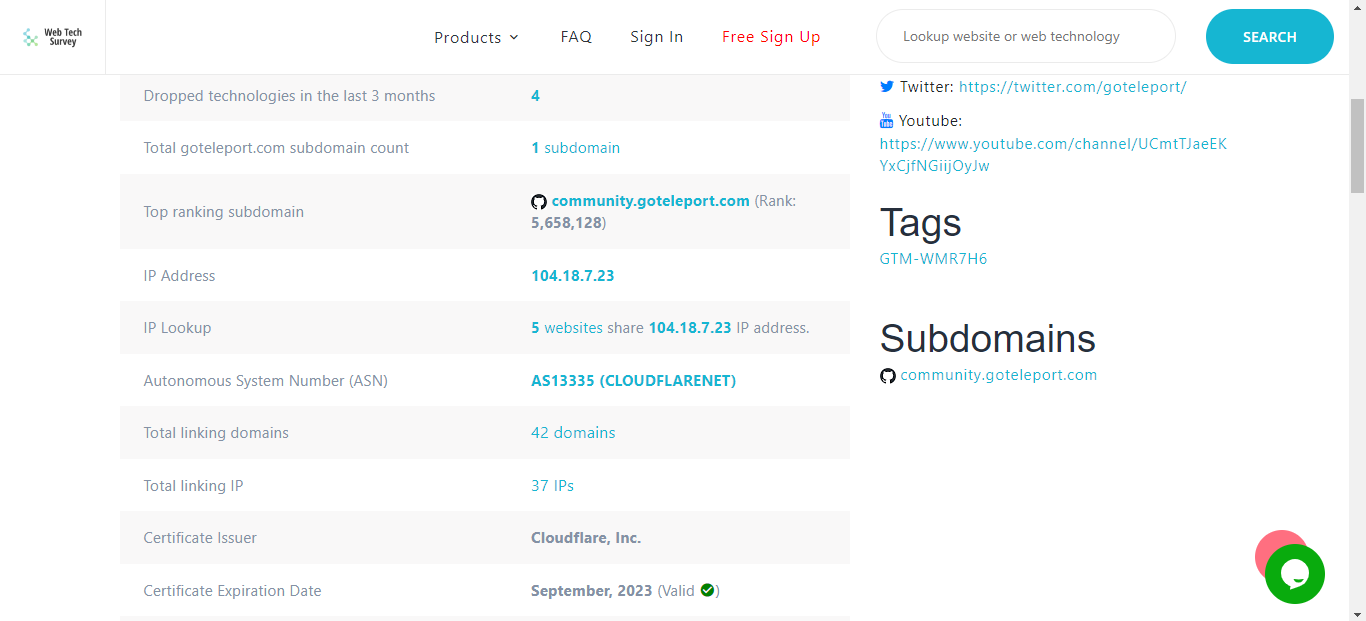 Web Tech
Survey
Products
FAQ
Sign In
Free Sign Up
Lookup website or web technology
SEARCH
Dropped technologies in the last 3 months
4
Total goteleport.com subdomain count
1 subdomain
Top ranking subdomain
community.goteleport.com (Rank:
5,658,128)
IP Address
104.18.7.23
IP Lookup
5 websites share 104.18.7.23 IP address.
Autonomous System Number (ASN)
AS13335 (CLOUDFLARENET)
Total linking domains
42 domains
Total linking IP
37 IPs
Certificate Issuer
Cloudflare, Inc.
Certificate Expiration Date
September, 2023 (Valid )
Twitter: https://twitter.com/goteleport/
You
Tube
Youtube:
https://www.youtube.com/channel/UCmtTJaeEK
YxCjfNGiijOyJw
Tags
GTM-WMR7H6
Subdomains
community.goteleport.com